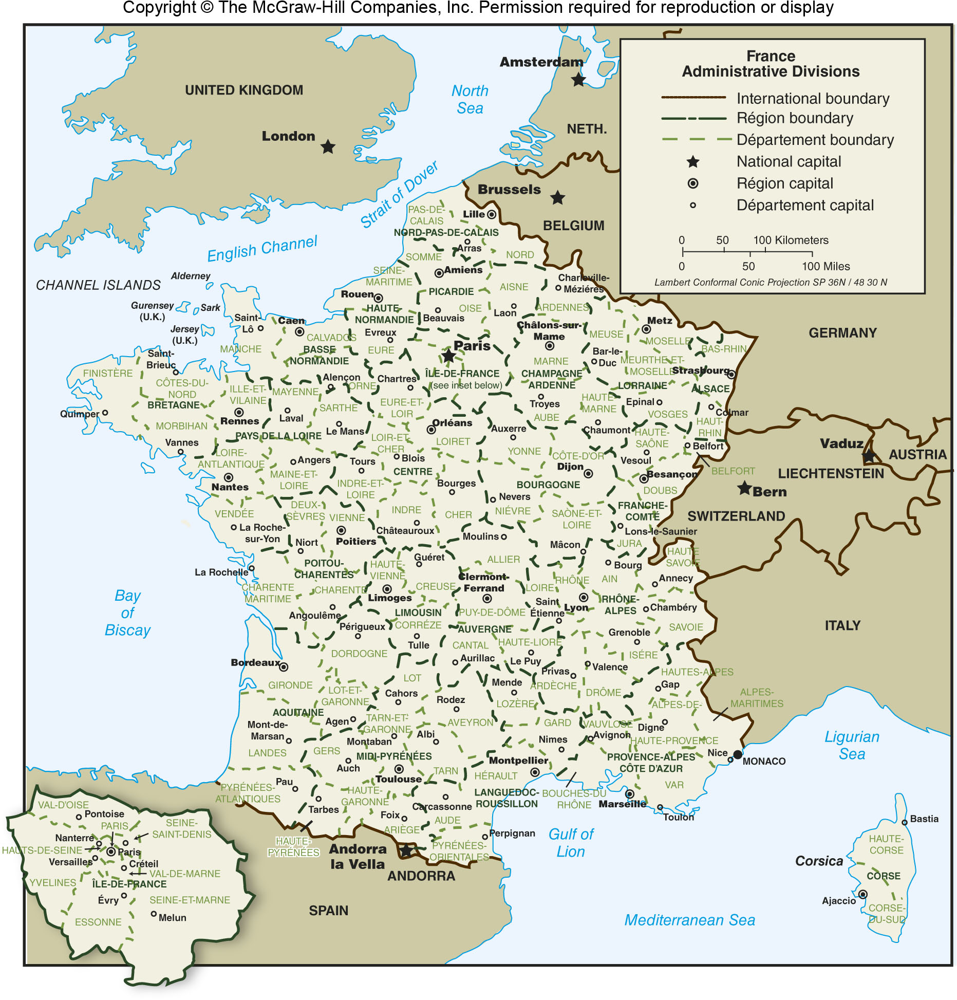 Copyright © The McGraw-Hill Companies, Inc. Permission required for reproduction or display
France
Administrative Divisions
International boundary
Région boundary
Département boundary
National capital
Région capital
Département capital
0 50 100 Kilometers
0 50 100 Miles
Lambert Conformal Conic Projection SP 36N / 48 30 N
UNITED KINGDOM
London
Amsterdam
North
Sea
NETH.
Brussels
BELGIUM
Strait of Dover
English Channel
CHANNEL ISLANDS
Alderney
Gurensey
(U.K.)
Sark
Jersey
(U.K.)
GERMANY
Vaduz
AUSTRIA
LIECHTENSTEIN
Bern
SWITZERLAND
ITALY
Bay
of
Biscay
PAS-DE-
CALAIS
Lille
NORD-PAS-DE-CALAIS
Arras
SOMME
NORD
SEINE-
MARITIME
Amiens
Charleville-
Méziéres
AISNE
PICARDIE
Rouen
HAUTE-
NORMANDIE
OISE
Laon
ARDENNES
Beauvais
Saint-
Lô
Caen
CALVADOS
Evreux
Châlons-sur-
Mame
Metz
MEUSE
MOSELLE
BAS-RHIN
MANCHE
BASSE
NORMANDIE
EURE
Paris
MARNE
Bar-le-
Duc
MEURTHE-ET-
MOSELLE
Strasbourg
Saint-
Brieuc
FINISTÈRE
CÔTES-DU-
NORD
BRETAGNE
ILLE-ET-
VILAINE
MAYENNE
Alençon
ORNE
Chartres
ÎLE-DE-FRANCE
(see inset below)
CHAMPAGNE
ARDENNE
LORRAINE
ALSACE
Quimper
MORBIHAN
Rennes
Laval
SARTHE
EURE-ET-
LOIR
Troyes
AUBE
HAUTE-
MARNE
Epinal
VOSGES
Colmar
Vannes
PAYS DE LA LOIRE
Le Mans
Orléans
Auxerre
Chaumont
HAUT-
RHIN
LOIR-ET-
CHER
LOIRET
HAUTE-
SAÔNE
Belfort
LOIRE-
ANTLANTIQUE
Angers
Tours
Blois
YONNE
CÔTE-D'OR
Vesoul
BELFORT
Nantes
MAINE-ET-
LOIRE
INDRE-ET-
LOIRE
CENTRE
Dijon
Besançon
Bourges
BOURGOGNE
DOUBS
VENDÉE
DEUX-
SÈVRES
VIENNE
INDRE
CHER
Nevers
NIÉVRE
SAÒNE-ET-
LOIRE
FRANCHE-
COMTÉ
La Roche-
sur-Yon
Poitiers
Châteauroux
Moulins
Lons-le-Saunier
Niort
Mâcon
JURA
POITOU-
CHARENTES
HAUTE-
VIENNE
Guéret
ALLIER
Bourg
HAUTE
SAVOIE
La Rochelle
CHARENTE
MARITIME
CHARENTE
CREUSE
Clermont-
Ferrand
LOIRE
RHÔNE
AIN
Annecy
Limoges
Saint
Étienne
Lyon
RHÔNE-
ALPES
Chambéry
Angoulême
LIMOUSIN
PUY-DE-DÔME
Périgueux
CORRÉZE
AUVERGNE
Grenoble
SAVOIE
Tulle
CANTAL
HAUTE-LIORE
DORDOGNE
Aurillac
Le Puy
ISÉRE
Bordeaux
Privas
Valence
HAUTES-ALPES
GIRONDE
LOT
Mende
ARDÈCHE
Gap
LOT-ET-
GARONNE
Cahors
Rodez
LOZÈRE
DRÔME
ALPES-DE-
ALPES-
MARITIMES
AQUITAINE
Agen
TARN-ET-
GARONNE
AVEYRON
GARD
VAUVLOSE
Digne
Mont-de-
Marsan
Montaban
Albi
Nimes
Avignon
HAUTE-PROVENCE
LANDES
GERS
MIDI-PYRÉNÉES
Montpellier
PROVENCE-ALPES
CÔTE D'AZUR
Nice
MONACO
Auch
Toulouse
TARN
HÉRAULT
Pau
VAR
PYRÉNÉES-
ATLANTIQUES
HAUTE-
GARONNE
LANGUEDOC-
ROUSSILLON
BOUCHES-DU
RHÔNE
Marseille
Toulon
Tarbes
Carcassonne
Foix
AUDE
ARIÈGE
Perpignan
HAUTE-
PYRÉNÉES
PYRÉNÉES-
ORIENTALES
Andorra
la Vella
ANDORRA
SPAIN
Gulf of
Lion
Ligurian
Sea
Mediterranean Sea
Bastia
HAUTE-
CORSE
Corsica
CORSE
Ajaccio
CORSE-
DU-SUD
VAL-D'OISE
Pontoise
PARIS
SEINE-
SAINT-DENIS
Nanterre
HAUTS-DE-SEINE
Paris
Versailles
Créteil
VAL-DE-MARNE
YVELINES
ÎLE-DE-FRANCE
Évry
SEINE-ET-MARNE
Melun
ESSONNE